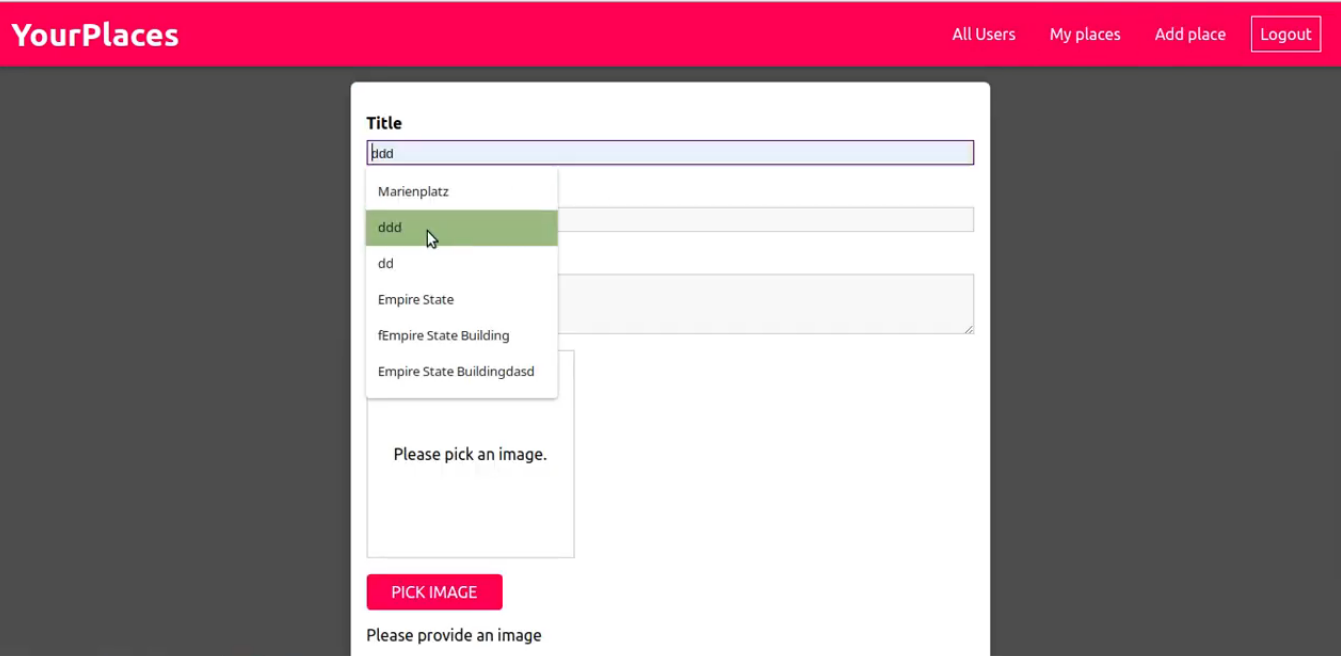 YourPlaces
All Users My places Add place Logout
Title
ddd
Marienplatz
ddd
dd
Empire State
fEmpire State Building
Empire State Buildingdasd
Please pick an image.
PICK IMAGE
Please provide an image